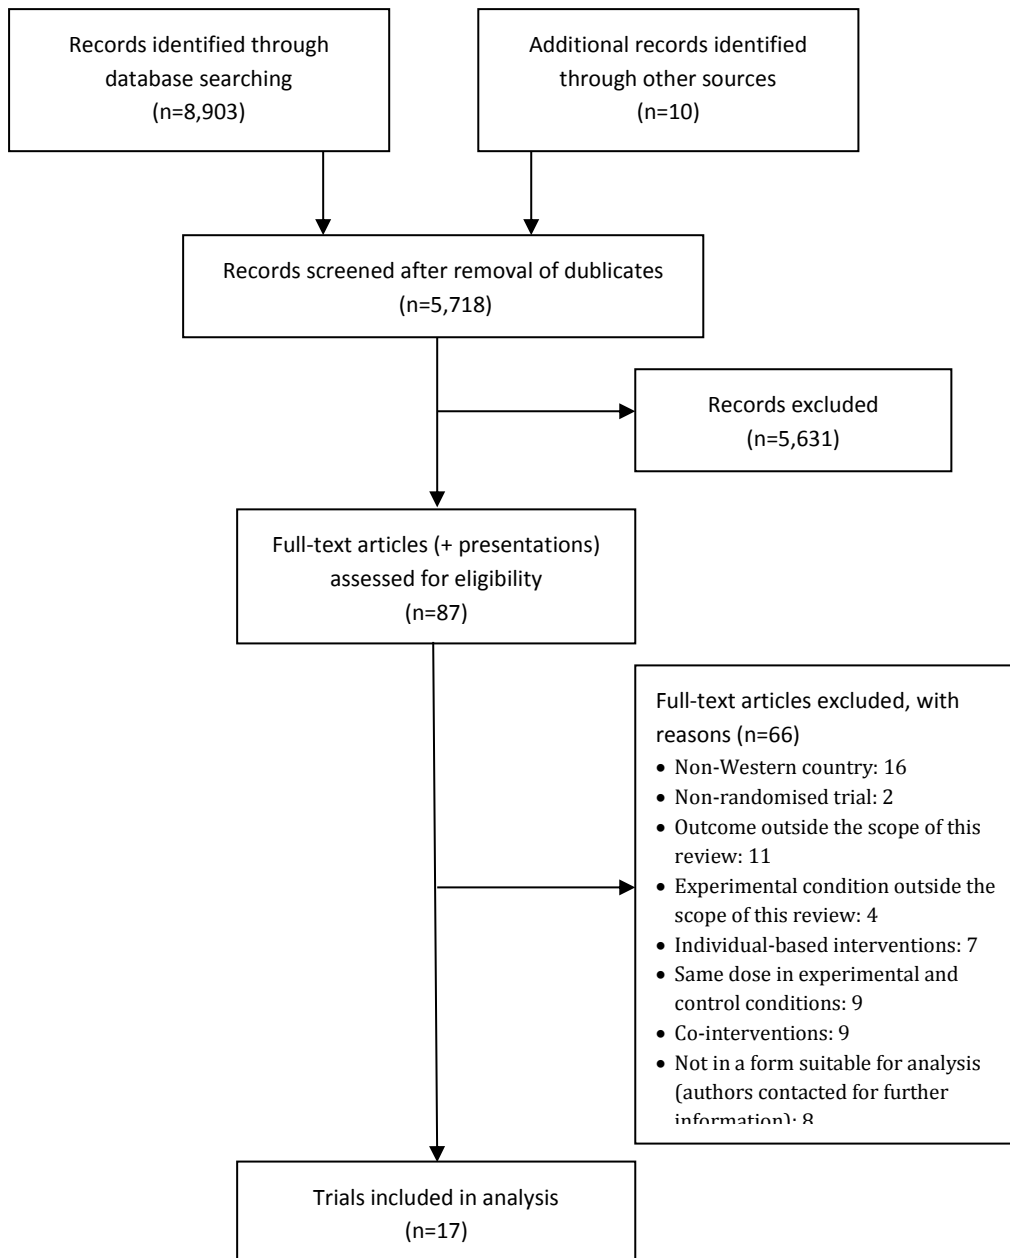 Records identified through
database searching
(n=8,903)
Additional records identified
through other sources
(n=10)
Records screened after removal of dublicates
(n=5,718)
Records excluded
(n=5,631)
Full-text articles (+ presentations)
assessed for eligibility
(n=87)
Full-text articles excluded, with
reasons (n=66)
• Non-Western country: 16
• Non-randomised trial: 2
• Outcome outside the scope of this
review: 11
• Experimental condition outside the
scope of this review: 4
• Individual-based interventions: 7
• Same dose in experimental and
control conditions: 9
• Co-interventions: 9
• Not in a form suitable for analysis
(authors contacted for further
information): 8
Trials included in analysis
(n=17)